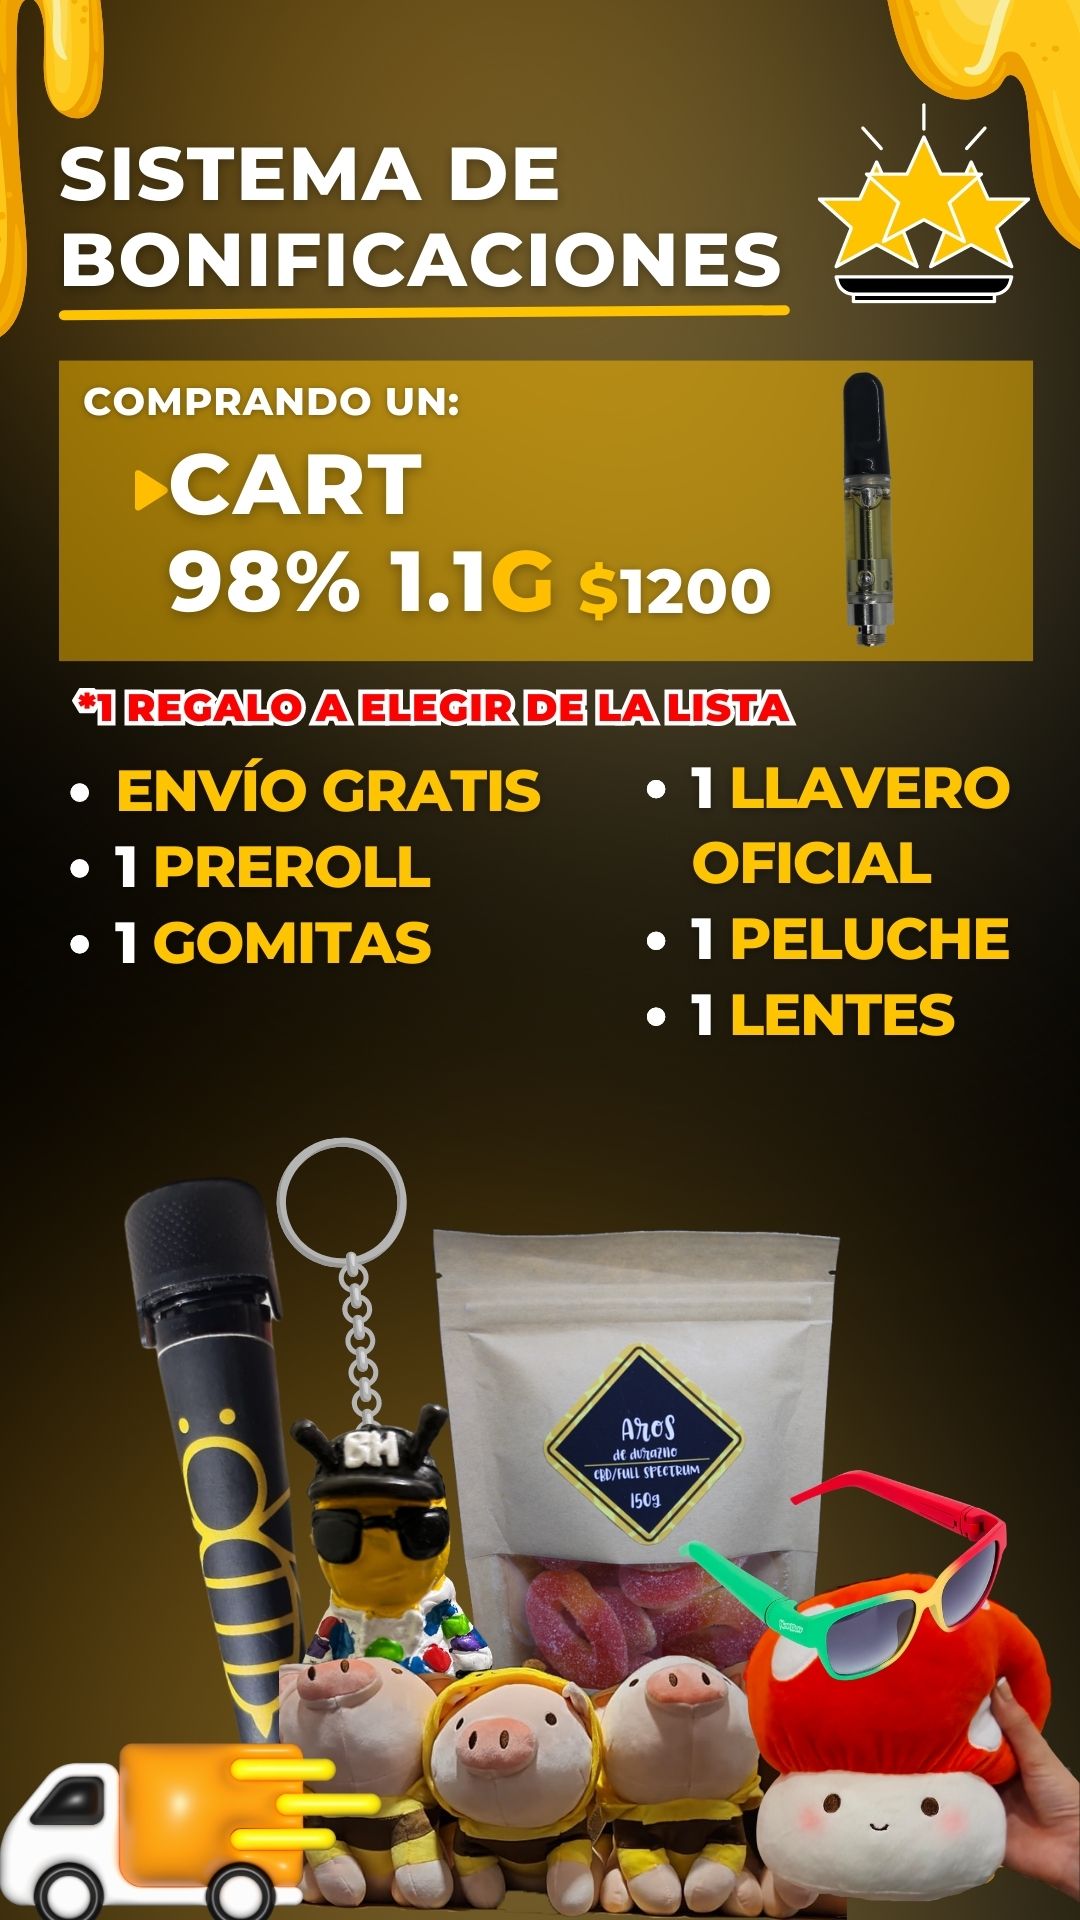 SISTEMA DE
BONIFICACIONES
COMPRANDO UN:
CART
98% 1.1G $1200
*1 REGALO A ELEGIR DE LA LISTA
• ENVÍO GRATIS
• 1 PREROLL
• 1 GOMITAS
• 1 LLAVERO
OFICIAL
• 1 PELUCHE
• 1 LENTES
BH
Aros
de durazno
CBD/FULL SPECTRUM
150g